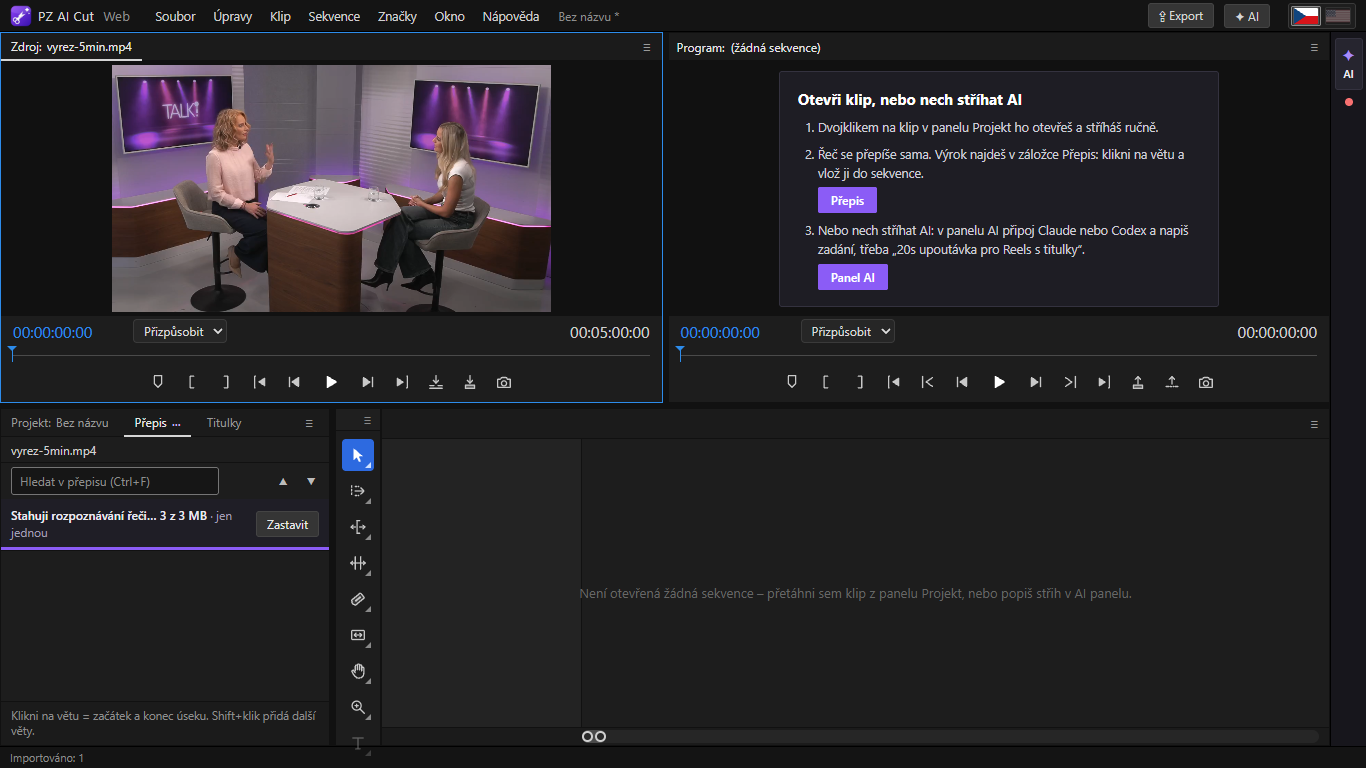 PZ AI Cut Web Soubor Úpravy Klip Sekvence Značky Okno Nápověda Bez názvu * Export AI
Zdroj: vyrez-5min.mp4
TALK!
00:00:00:00 Přizpůsobit 00:05:00:00
Program: (žádná sekvence)
Otevři klip, nebo nech stříhat AI
1. Dvojklikem na klip v panelu Projekt ho otevřeš a stříháš ručně.
2. Řeč se přepíše sama. Výrok najdeš v záložce Přepis: klikni na větu a
vlož ji do sekvence.
Přepis
3. Nebo nech stříhat AI: v panelu AI připoj Claude nebo Codex a napiš
zadání, třeba „20s upoutávka pro Reels s titulky“.
Panel AI
00:00:00:00 Přizpůsobit 00:00:00:00
AI
Projekt: Bez názvu Přepis ... Titulky
vyrez-5min.mp4
Hledat v přepisu (Ctrl+F)
Stahuji rozpoznávání řeči... 3 z 3 MB · jen
jednou
Zastavit
Klikni na větu = začátek a konec úseku. Shift+klik přidá další
věty.
Není otevřená žádná sekvence – přetáhni sem klip z panelu Projekt, nebo popiš střih v AI panelu.
Importováno: 1